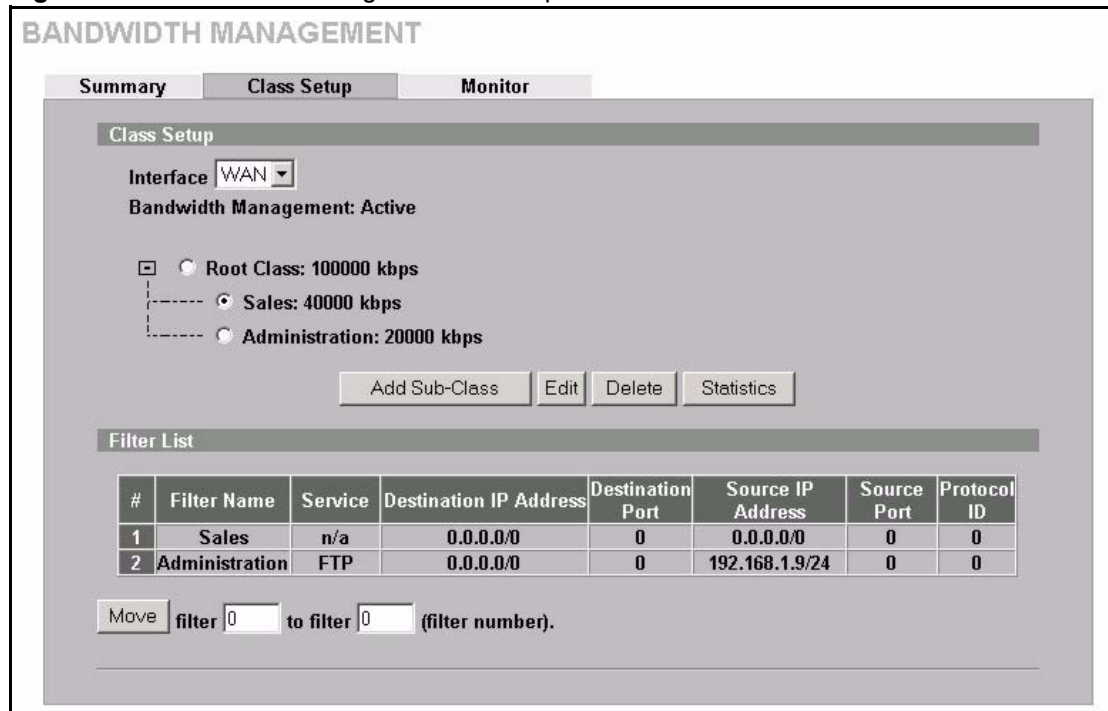 BANDWIDTH MANAGEMENT
Summary Class Setup Monitor
Class Setup
Interface WAN
Bandwidth Management: Active
Root Class: 100000 kbps
Sales: 40000 kbps
Administration: 20000 kbps
Add Sub-Class Edit Delete Statistics
Filter List
# Filter Name Service Destination IP Address Destination Port Source IP Address Source Port Protocol ID
1 Sales n/a 0.0.0.0/0 0 0.0.0.0/0 0 0
2 Administration FTP 0.0.0.0/0 0 192.168.1.9/24 0 0
Move filter 0 to filter 0 (filter number).